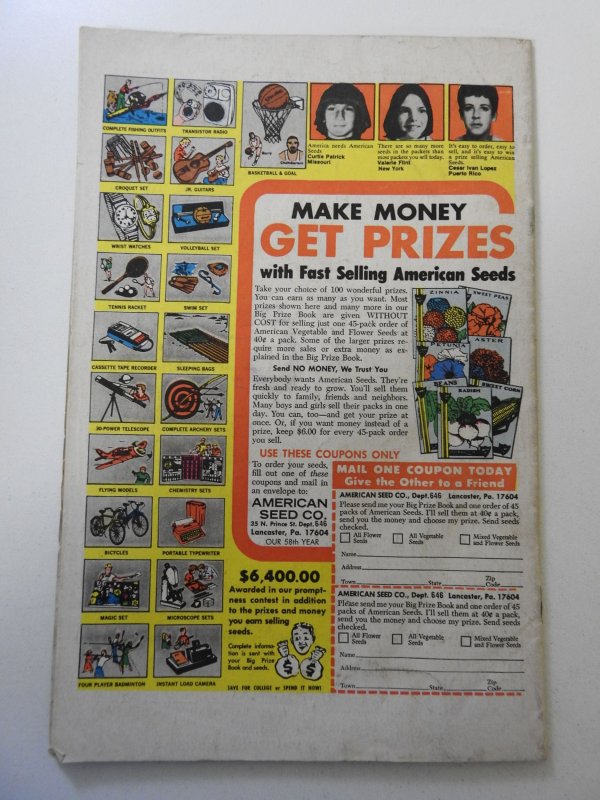 COMPLETE FISHING OUTFITS
TRANSISTOR RADIO
CROQUET SET
JR. GUITARS
WRIST WATCHES
VOLLEYBALL SET
TENNIS RACKET
SWIM SET
CASSETTE TAPE RECORDER
SLEEPING BAGS
30-POWER TELESCOPE
COMPLETE ARCHERY SETS
FLYING MODELS
CHEMISTRY SETS
BICYCLES
PORTABLE TYPEWRITER
MAGIC SET
MICROSCOPE SETS
FOUR PLAYER BADMINTON
INSTANT LOAD CAMERA
Chamberlain
BASKETBALL & GOAL
America needs American
Seeds
Curtis Patrick
Missouri
There are so many more
seeds in the packets than
most packets you sell today.
Valerie Flint
New York
It's easy to order, easy to
sell, and it's easy to win
a prize selling American
Seeds.
Cesar Ivan Lopez
Puerto Rico
MAKE MONEY
GET PRIZES
with Fast Selling American Seeds
Take your choice of 100 wonderful prizes.
You can earn as many as you want. Most
prizes shown here and many more in our
Big Prize Book are given WITHOUT
COST for selling just one 45-pack order of
American Vegetable and Flower Seeds at
40¢ a pack. Some of the larger prizes re-
quire more sales or extra money as ex-
plained in the Big Prize Book.
Send NO MONEY, We Trust You
Everybody wants American Seeds. They're
fresh and ready to grow. You'll sell them
quickly to family, friends and neighbors.
Many boys and girls sell their packs in one
day. You can, too—and get your prize at
once. Or, if you want money instead of a
prize, keep $6.00 for every 45-pack order
you sell.
ZINNIA
SWEET PEAS
PETUNIA
ASTER
BEANS
RADISH
SWEET CORN
USE THESE COUPONS ONLY
To order your seeds,
fill out one of these
coupons and mail in
an envelope to:
AMERICAN
SEED CO.
35 N. Prince St. Dept. 646
Lancaster, Pa. 17604
OUR 58th YEAR
MAIL ONE COUPON TODAY
Give the Other to a Friend
AMERICAN SEED CO., Dept. 646 Lancaster, Pa. 17604
Please send me your Big Prize Book and one order of 45
packs of American Seeds. I'll sell them at 40¢ a pack,
send you the money and choose my prize. Send seeds
checked.
All Flower
Seeds
All Vegetable
Seeds
Mixed Vegetable
and Flower Seeds
Name
Address
Town State Zip Code
AMERICAN SEED CO., Dept. 646 Lancaster, Pa. 17604
Please send me your Big Prize Book and one order of 45
packs of American Seeds. I'll sell them at 40¢ a pack,
send you the money and choose my prize. Send seeds
checked.
All Flower
Seeds
All Vegetable
Seeds
Mixed Vegetable
and Flower Seeds
Name
Address
Town State Zip Code
$6,400.00
Awarded in our prompt-
ness contest in addition
to the prizes and money
you earn selling
seeds.
Complete informa-
tion is sent with
your Big Prize
Book and seeds.
SAVE FOR COLLEGE or SPEND IT NOW!